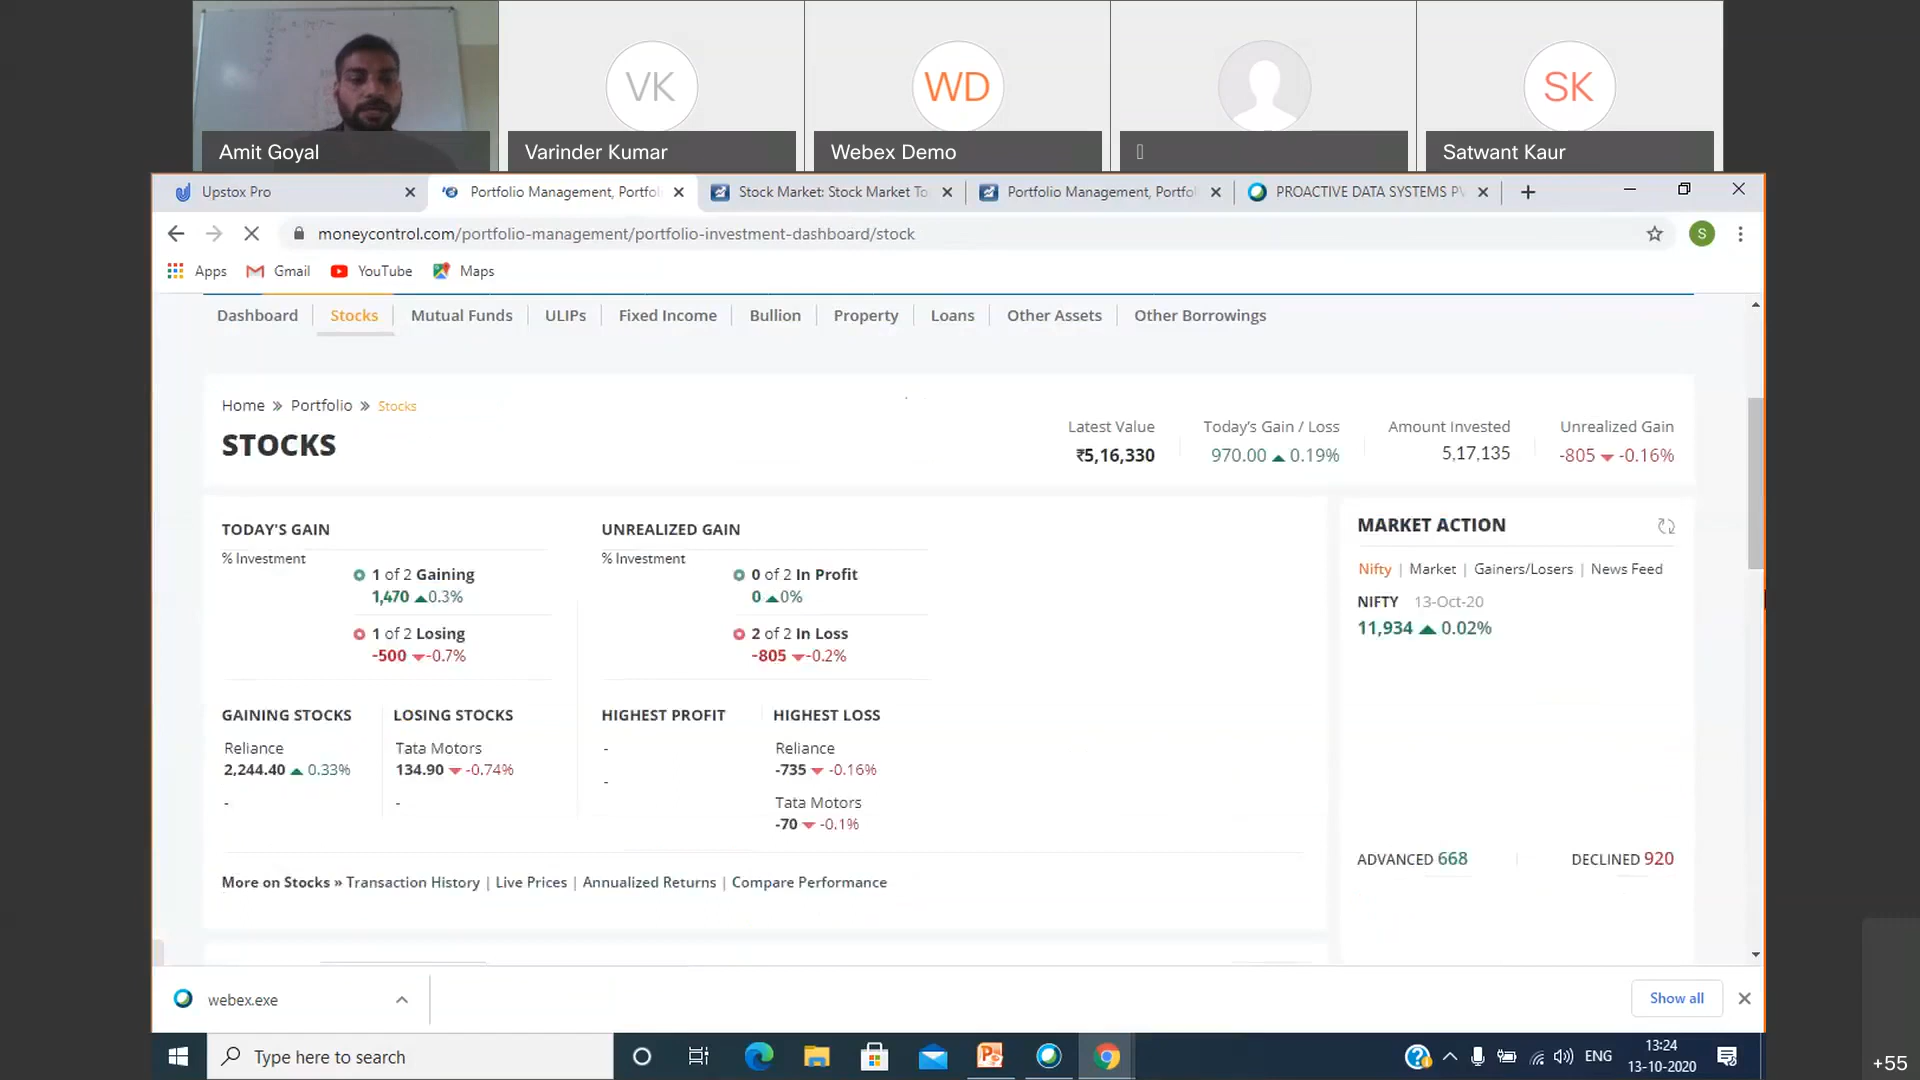 VK
WD
SK
Amit Goyal
Varinder Kumar
Webex Demo
Satwant Kaur
Upstox Pro
Portfolio Management, Portfol
Stock Market: Stock Market To
Portfolio Management, Portfo
PROACTIVE DATA SYSTEMS PV
moneycontrol.com/portfolio-management/portfolio-investment-dashboard/stock
S
Apps
Gmail
YouTube
Maps
Dashboard | Stocks | Mutual Funds | ULIPs | Fixed Income | Bullion | Property | Loans | Other Assets | Other Borrowings
Home » Portfolio » Stocks
STOCKS
Latest Value
₹5,16,330
Today's Gain / Loss
970.00 ▲ 0.19%
Amount Invested
5,17,135
Unrealized Gain
-805 ▼ -0.16%
TODAY'S GAIN
% Investment
1 of 2 Gaining
1,470 ▲0.3%
1 of 2 Losing
-500 ▼-0.7%
UNREALIZED GAIN
% Investment
0 of 2 In Profit
0 ▲0%
2 of 2 In Loss
-805 ▼-0.2%
GAINING STOCKS
Reliance
2,244.40 ▲ 0.33%
-
LOSING STOCKS
Tata Motors
134.90 ▼ -0.74%
-
HIGHEST PROFIT
-
-
HIGHEST LOSS
Reliance
-735 ▼ -0.16%
Tata Motors
-70 ▼ -0.1%
More on Stocks » Transaction History | Live Prices | Annualized Returns | Compare Performance
MARKET ACTION
Nifty | Market | Gainers/Losers | News Feed
NIFTY 13-Oct-20
11,934 ▲ 0.02%
ADVANCED 668
DECLINED 920
webex.exe
Show all
Type here to search
ENG
13:24
13-10-2020
+55